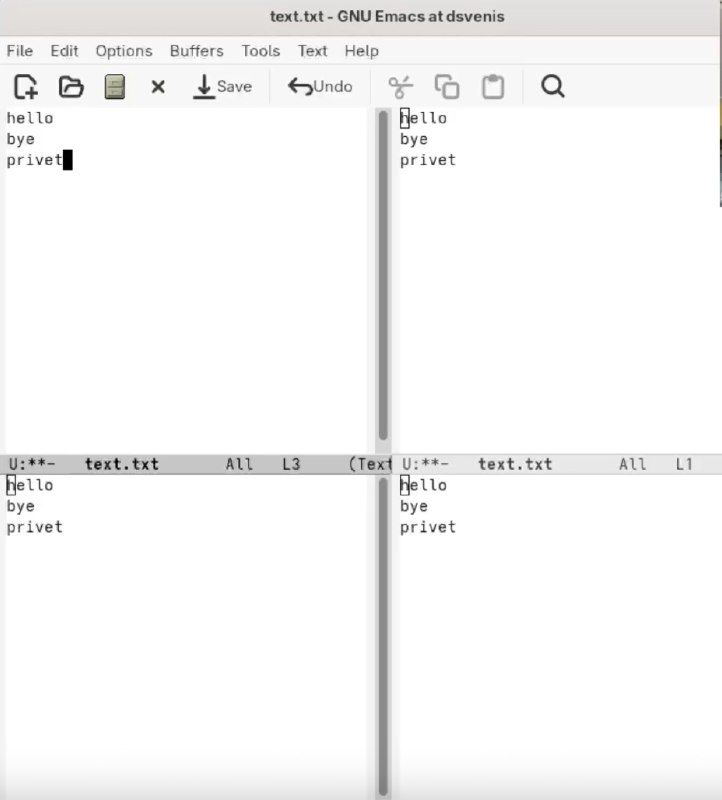 text.txt - GNU Emacs at dsvenis
File Edit Options Buffers Tools Text Help
Save Undo
hello
bye
privet
hello
bye
privet
U:**- text.txt All L3 (Text
U:**- text.txt All L1
hello
bye
privet
hello
bye
privet